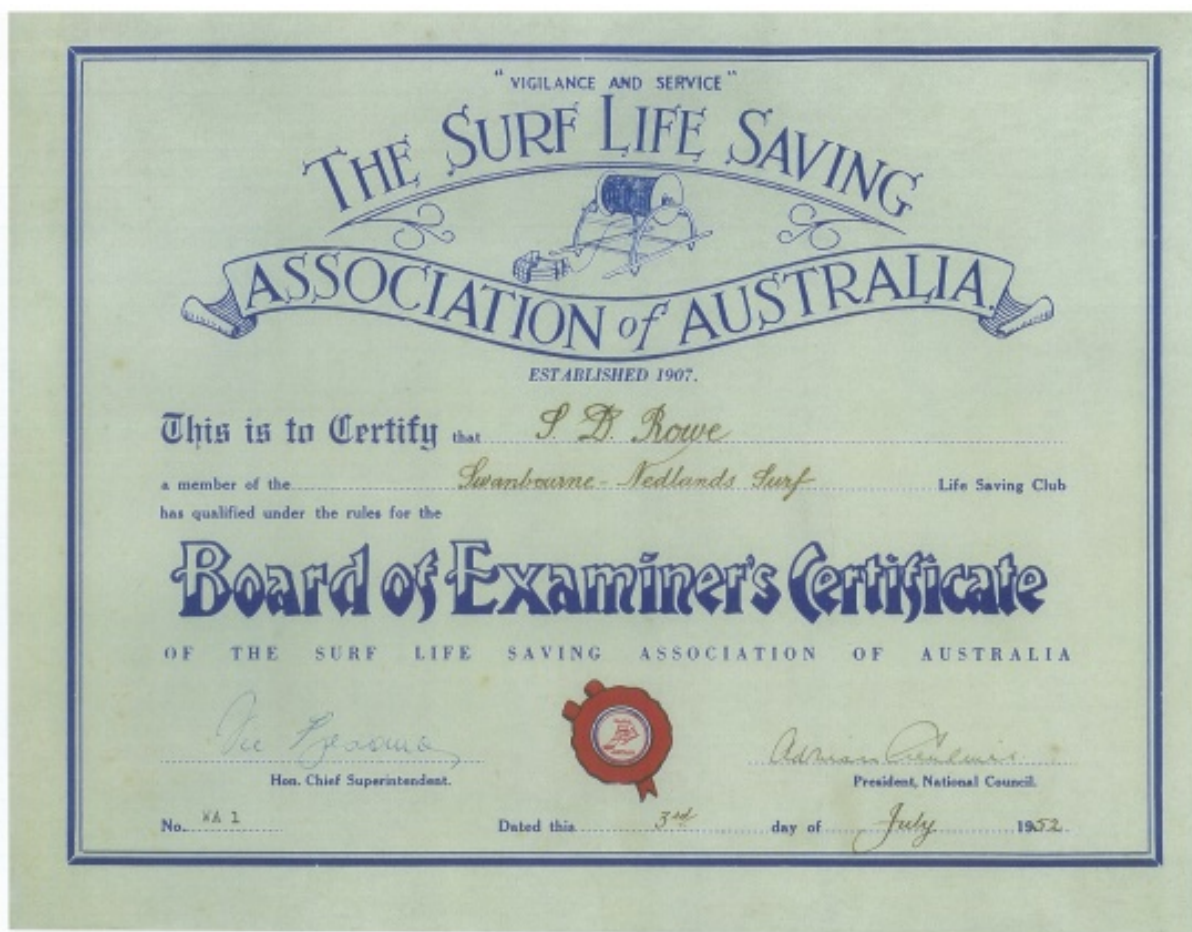 "VIGILANCE AND SERVICE"
THE SURF LIFE SAVING
ASSOCIATION of AUSTRALIA.
ESTABLISHED 1907.
This is to Certify that S. D. Rowe
a member of the Swanbourne - Nedlands Surf Life Saving Club
has qualified under the rules for the
Board of Examiner's Certificate
OF THE SURF LIFE SAVING ASSOCIATION OF AUSTRALIA
Adrian
Hon. Chief Superintendent.
President, National Council.
No. WA 1 Dated this 3rd day of July 1952